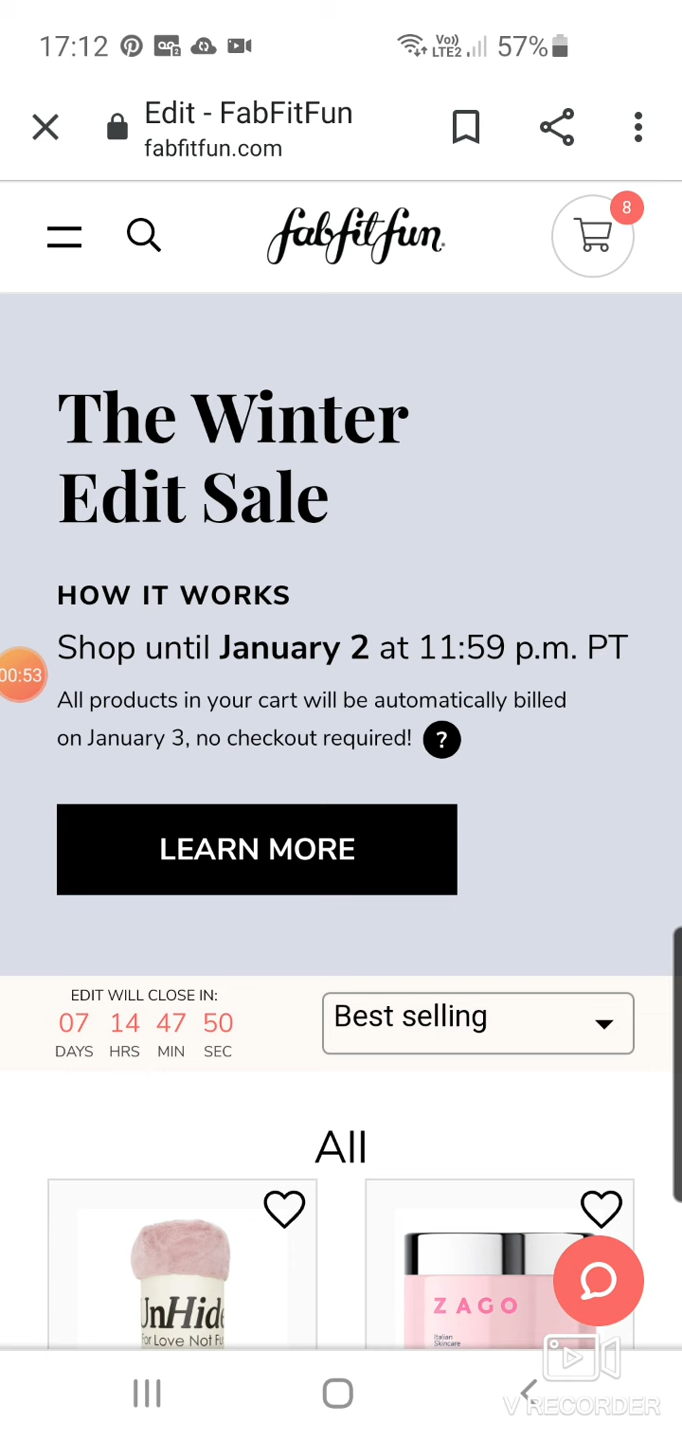 17:12
Vo))
LTE2
57%
Edit - FabFitFun
fabfitfun.com
fabfitfun.
8
The Winter
Edit Sale
HOW IT WORKS
Shop until January 2 at 11:59 p.m. PT
All products in your cart will be automatically billed
on January 3, no checkout required! ?
00:53
LEARN MORE
EDIT WILL CLOSE IN:
07 14 47 50
DAYS HRS MIN SEC
Best selling
All
UnHide
For Love Not Fu
ZAGO
Italian
Skincare
V RECORDER